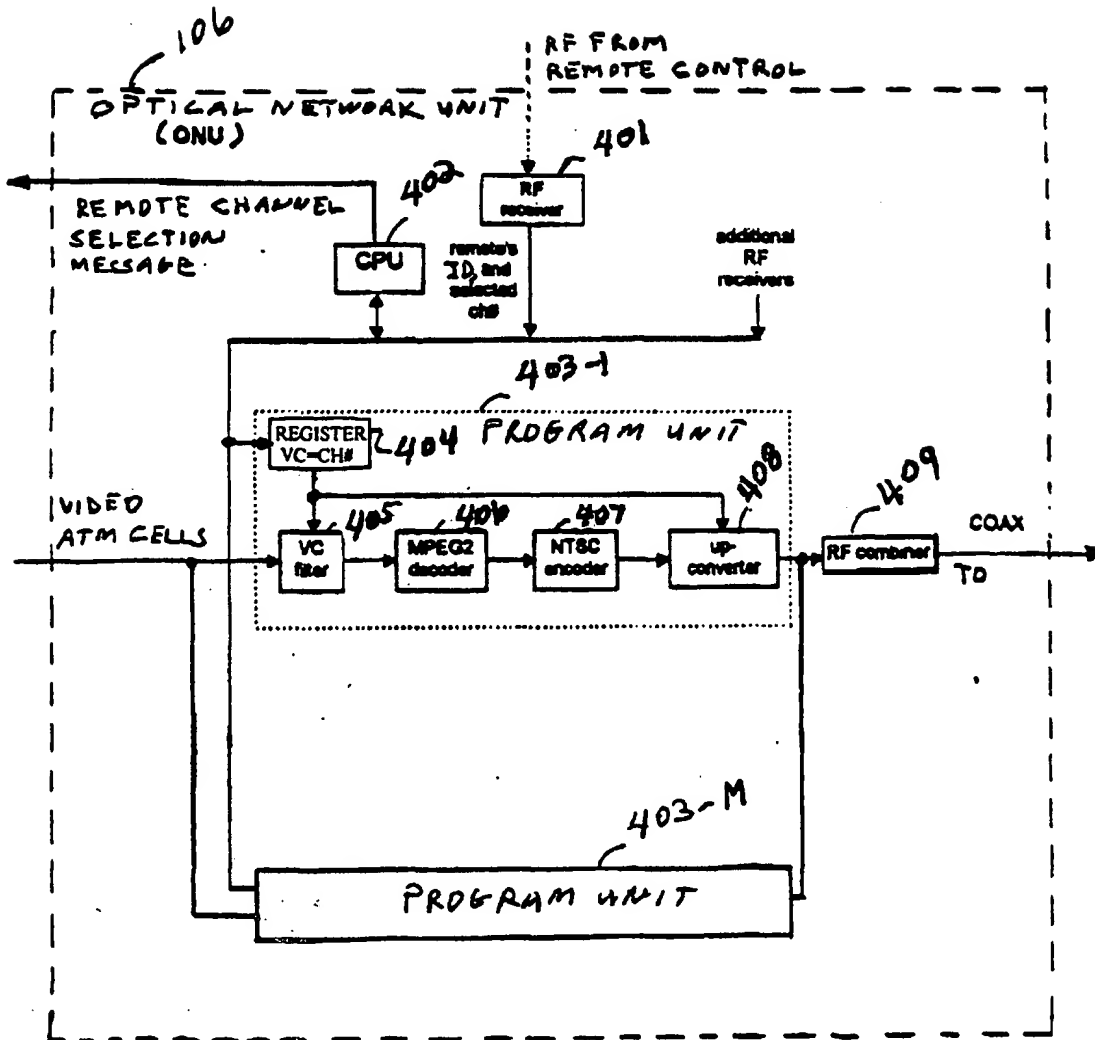 106
RF FROM
REMOTE CONTROL
OPTICAL NETWORK UNIT
(ONU)
401
402
RF
receiver
REMOTE CHANNEL
SELECTION
MESSAGE
CPU
remote's
ID, and
selected
ch#
additional
RF
receivers
403-1
REGISTER
VC=CH#
404
PROGRAM UNIT
408
409
VIDEO
ATM CELLS
405
406
407
VC
filter
MPEG2
decoder
NTSC
encoder
up-
converter
RF combiner
COAX
TO
403-M
PROGRAM UNIT